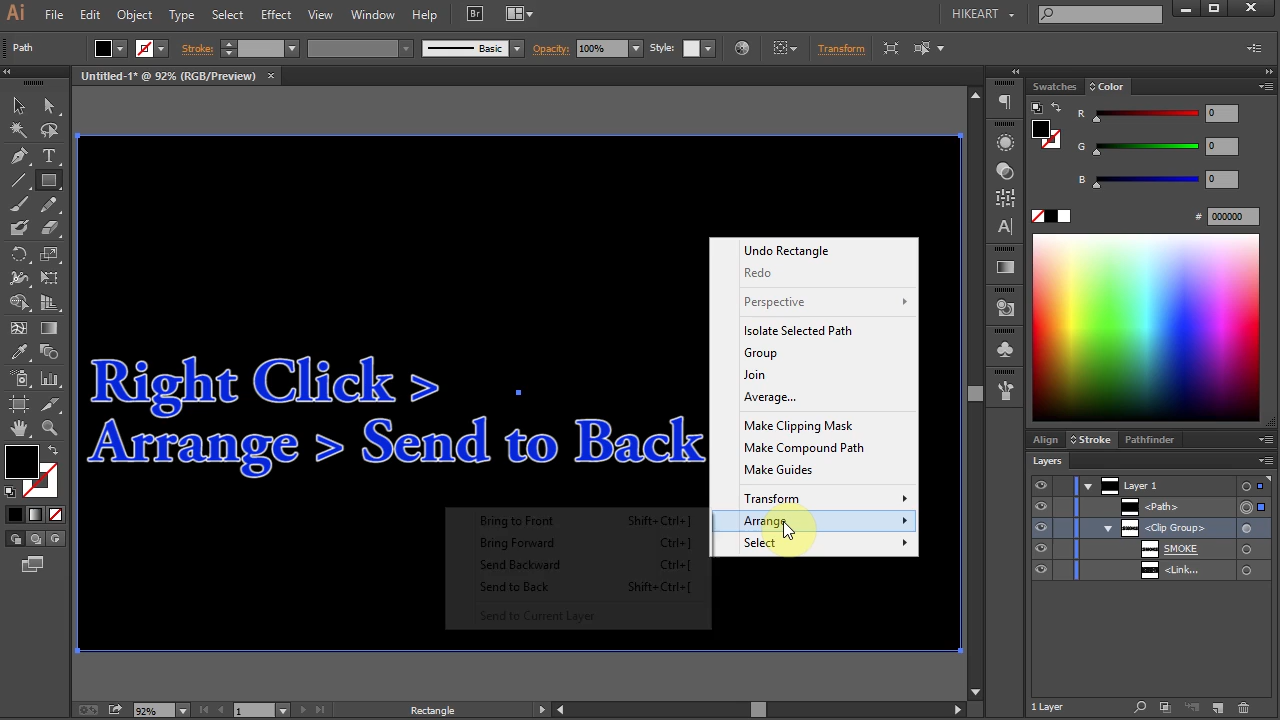 Ai File Edit Object Type Select Effect View Window Help Br HIKEART
Path Stroke: Basic Opacity: 100% Style: Transform
Untitled-1* @ 92% (RGB/Preview) ×
Swatches Color
R 0
G 0
B 0
# 000000
Undo Rectangle
Redo
Perspective
Isolate Selected Path
Group
Join
Average...
Make Clipping Mask
Make Compound Path
Make Guides
Transform
Arrange
Select
Right Click >
Arrange > Send to Back
Bring to Front Shift+Ctrl+]
Bring Forward Ctrl+]
Send Backward Ctrl+[
Send to Back Shift+Ctrl+[
Send to Current Layer
Align Stroke Pathfinder
Layers
Layer 1
<Path>
<Clip Group>
SMOKE
<Link...
1 Layer
92% 1 Rectangle